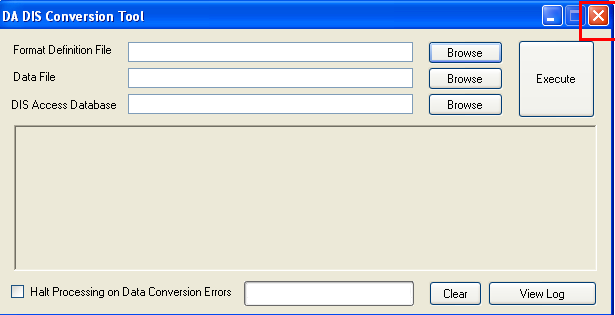 DA DIS Conversion Tool
Format Definition File
Browse
Execute
Data File
Browse
DIS Access Database
Browse
Halt Processing on Data Conversion Errors
Clear
View Log